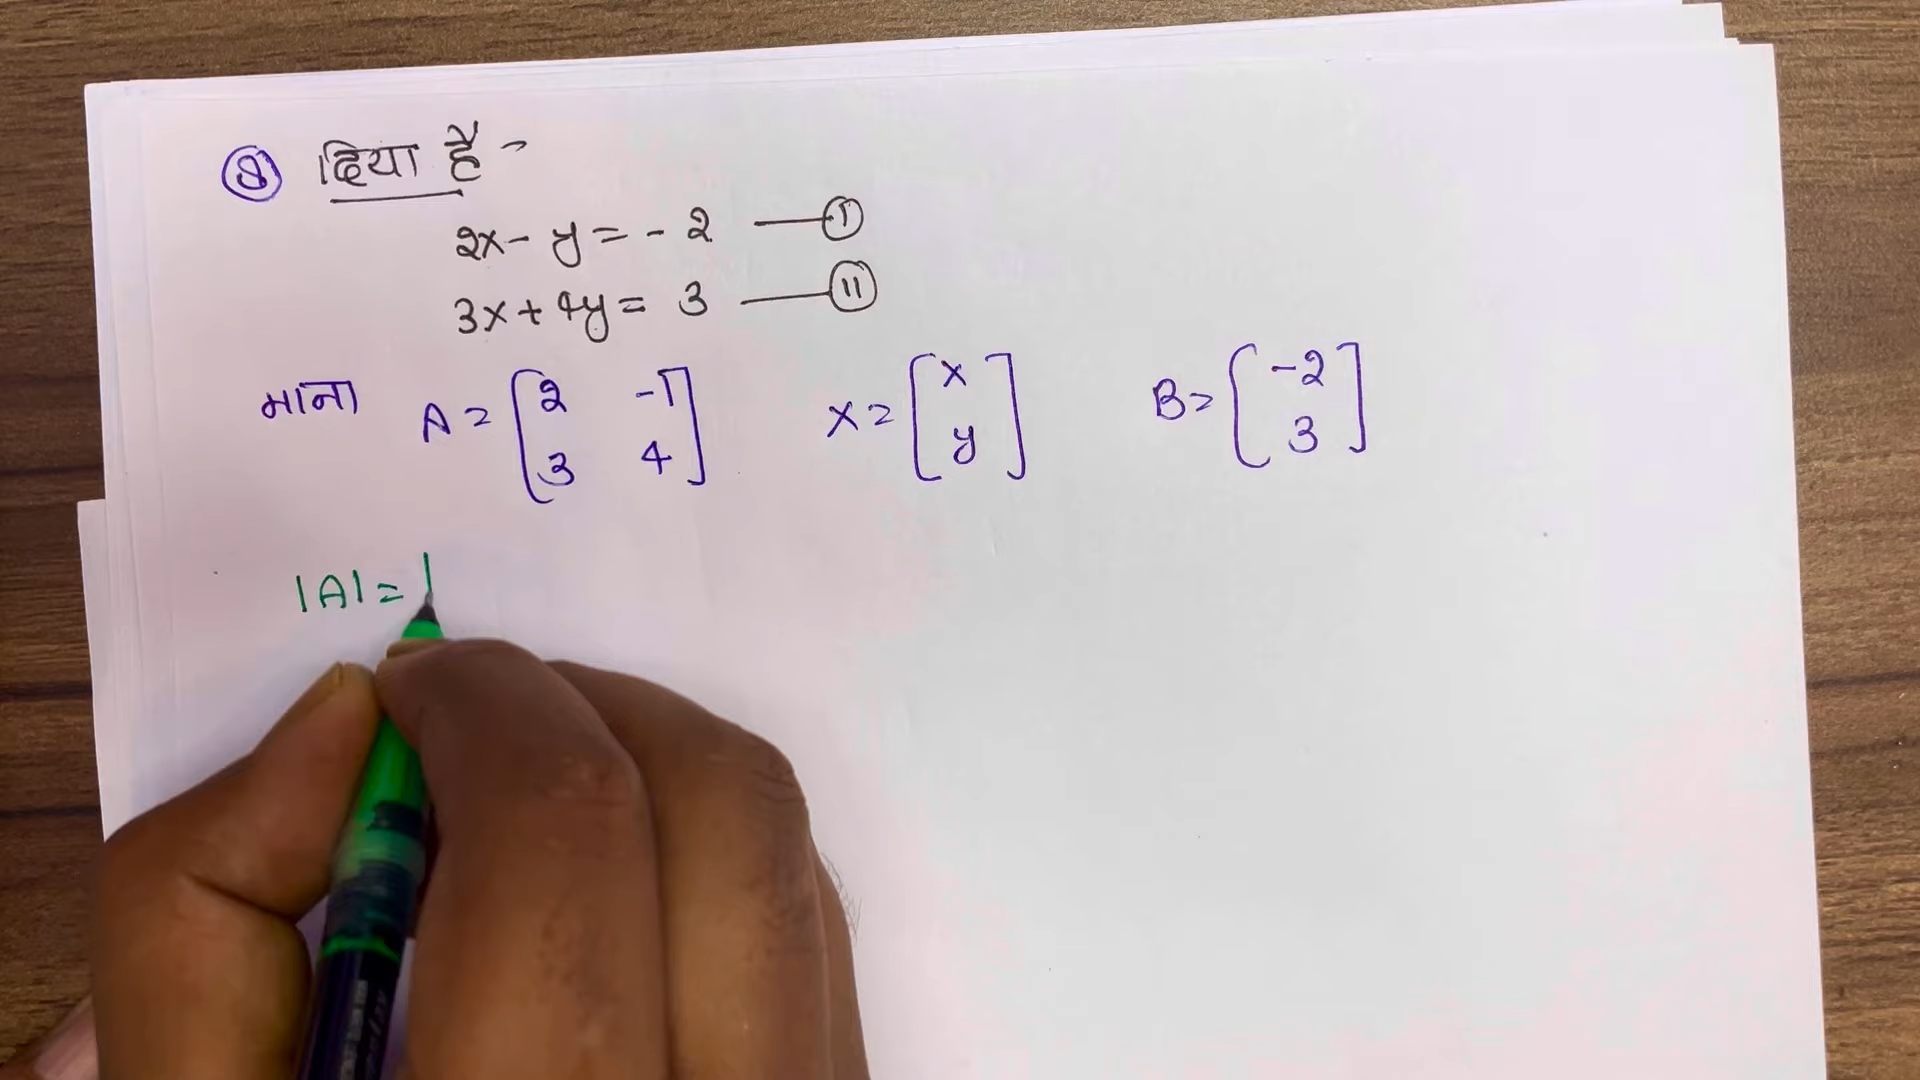 8 दिया है -
2x - y = - 2 —— I
3x + 4y = 3 —— II
माना A = [2 -1 3 4] X = [x y] B = [-2 3]
|A| = |